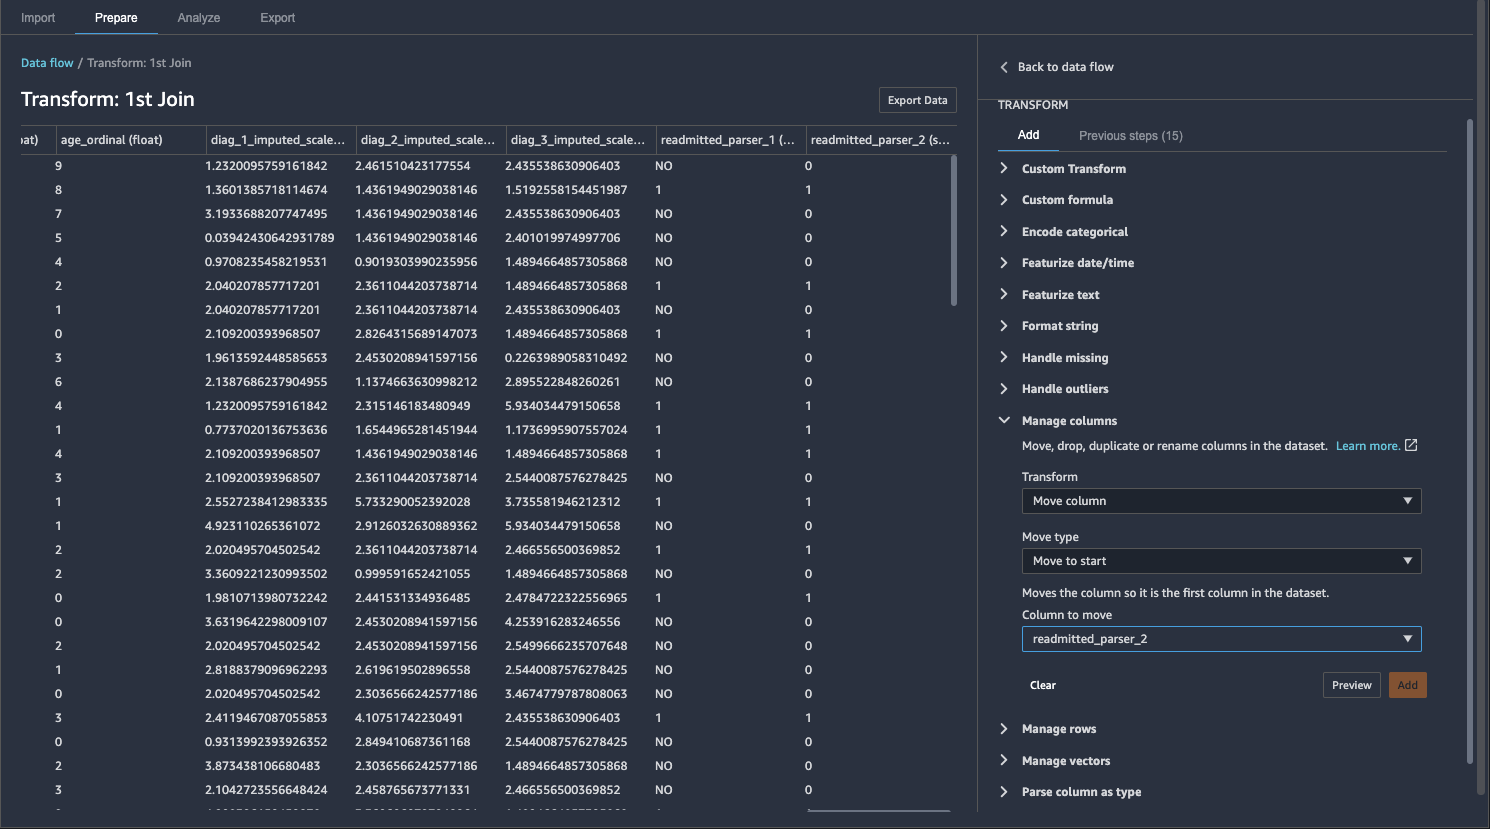 Import Prepare Analyze Export
Data flow / Transform: 1st Join
Transform: 1st Join
Export Data
at) age_ordinal (float) diag_1_imputed_scale... diag_2_imputed_scale... diag_3_imputed_scale... readmitted_parser_1 (... readmitted_parser_2 (s...
9 1.2320095759161842 2.461510423177554 2.435538630906403 NO 0
8 1.3601385718114674 1.4361949029038146 1.5192558154451987 1 1
7 3.1933688207747495 1.4361949029038146 2.435538630906403 NO 0
5 0.03942430642931789 1.4361949029038146 2.401019974997706 NO 0
4 0.9708235458219531 0.9019303990235956 1.4894664857305868 NO 0
2 2.040207857717201 2.3611044203738714 1.4894664857305868 1 1
1 2.040207857717201 2.3611044203738714 2.435538630906403 NO 0
0 2.109200393968507 2.8264315689147073 1.4894664857305868 1 1
3 1.9613592448585653 2.4530208941597156 0.2263989058310492 NO 0
6 2.1387686237904955 1.1374663630998212 2.895522848260261 NO 0
4 1.2320095759161842 2.315146183480949 5.934034479150658 1 1
1 0.7737020136753636 1.6544965281451944 1.1736995907557024 1 1
4 2.109200393968507 1.4361949029038146 1.4894664857305868 1 1
3 2.109200393968507 2.3611044203738714 2.5440087576278425 NO 0
1 2.5527238412983335 5.733290052392028 3.735581946212312 1 1
1 4.923110265361072 2.9126032630889362 5.934034479150658 NO 0
2 2.020495704502542 2.3611044203738714 2.466556500369852 1 1
2 3.3609221230993502 0.999591652421055 1.4894664857305868 NO 0
0 1.9810713980732242 2.441531334936485 2.4784722322556965 1 1
0 3.6319642298009107 2.4530208941597156 4.253916283246556 NO 0
2 2.020495704502542 2.4530208941597156 2.5499666235707648 NO 0
1 2.8188379096962293 2.619619502896558 2.5440087576278425 NO 0
0 2.020495704502542 2.3036566242577186 3.4674779787808063 NO 0
3 2.4119467087055853 4.10751742230491 2.435538630906403 1 1
0 0.9313992393926352 2.849410687361168 2.5440087576278425 NO 0
2 3.873438106680483 2.3036566242577186 1.4894664857305868 NO 0
3 2.1042723556648424 2.458765673771331 2.466556500369852 NO 0
Back to data flow
TRANSFORM
Add Previous steps (15)
Custom Transform
Custom formula
Encode categorical
Featurize date/time
Featurize text
Format string
Handle missing
Handle outliers
Manage columns
Move, drop, duplicate or rename columns in the dataset. Learn more.
Transform
Move column
Move type
Move to start
Moves the column so it is the first column in the dataset.
Column to move
readmitted_parser_2
Clear Preview Add
Manage rows
Manage vectors
Parse column as type